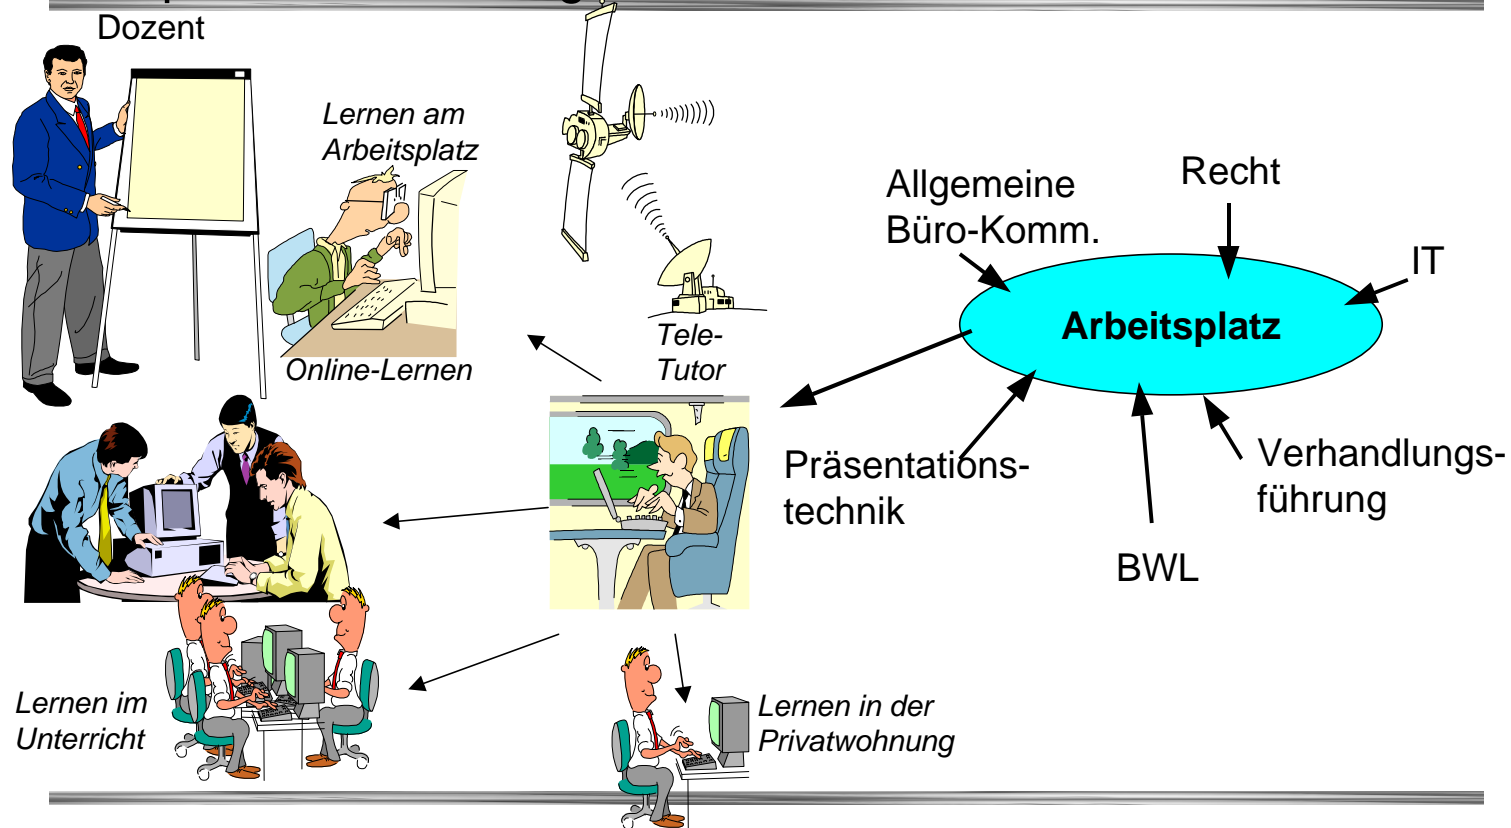 Dozent
Lernen am
Arbeitsplatz
Online-Lernen
Tele-
Tutor
Allgemeine
Büro-Komm.
Recht
IT
Arbeitsplatz
Präsentations-
technik
BWL
Verhandlungs-
führung
Lernen im
Unterricht
Lernen in der
Privatwohnung